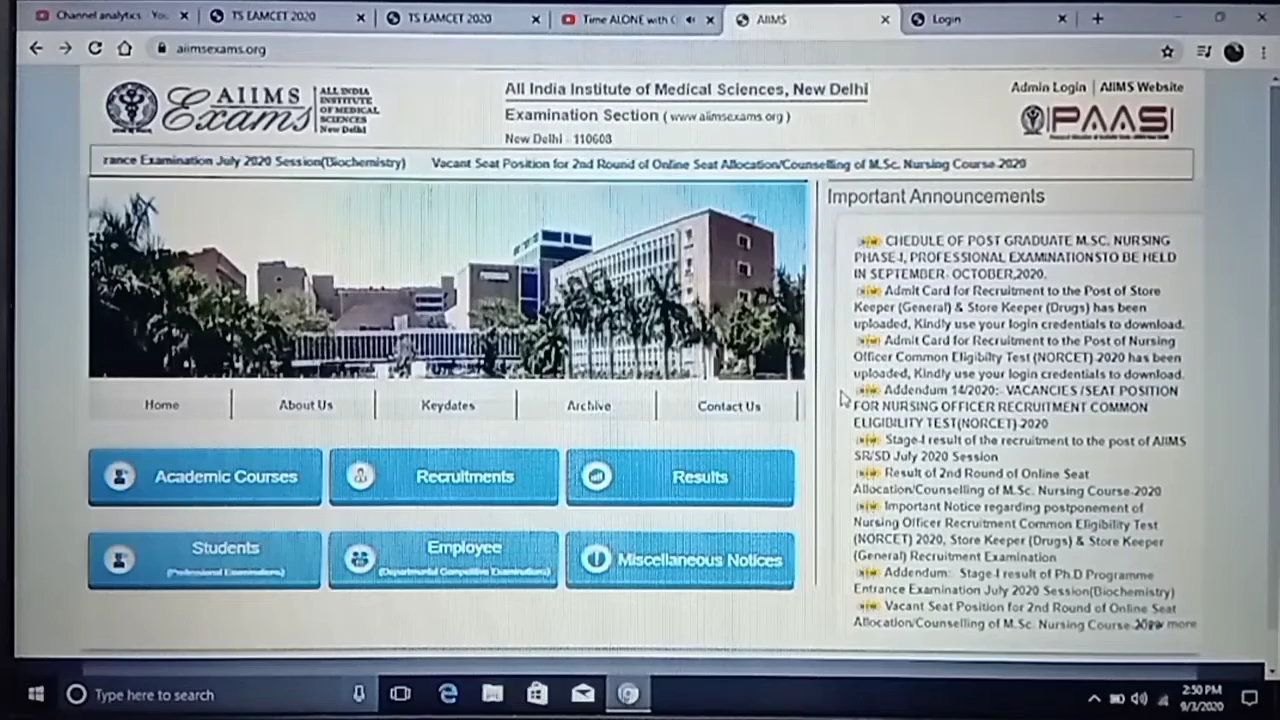 Channel analytics - You
TS EAMCET 2020
TS EAMCET 2020
Time ALONE with
AIIMS
Login
aiimsexams.org
AIIMS
Exams
ALL INDIA
INSTITUTE
OF MEDICAL
SCIENCES
New Delhi
All India Institute of Medical Sciences, New Delhi
Examination Section ( www.aiimsexams.org )
New Delhi - 110608
Admin Login | AIIMS Website
PAASI
rance Examination July 2020 Session(Biochemistry) Vacant Seat Position for 2nd Round of Online Seat Allocation/Counselling of M.Sc. Nursing Course-2020
Important Announcements
CHEDULE OF POST GRADUATE M.SC. NURSING
PHASE-I, PROFESSIONAL EXAMINATIONSTO BE HELD
IN SEPTEMBER- OCTOBER,2020.
Admit Card for Recruitment to the Post of Store
Keeper (General) & Store Keeper (Drugs) has been
uploaded, Kindly use your login credentials to download.
Admit Card for Recruitment to the Post of Nursing
Officer Common Eligibilty Test (NORCET)-2020 has been
uploaded, Kindly use your login credentials to download.
Addendum 14/2020:- VACANCIES /SEAT POSITION
FOR NURSING OFFICER RECRUITMENT COMMON
ELIGIBILITY TEST(NORCET)-2020
Stage-I result of the recruitment to the post of AIIMS
SR/SD July 2020 Session
Result of 2nd Round of Online Seat
Allocation/Counselling of M.Sc. Nursing Course-2020
Important Notice regarding postponement of
Nursing Officer Recruitment Common Eligibility Test
(NORCET) 2020, Store Keeper (Drugs) & Store Keeper
(General) Recruitment Examination
Addendum:- Stage-I result of Ph.D Programme
Entrance Examination July 2020 Session(Biochemistry)
Vacant Seat Position for 2nd Round of Online Seat
Allocation/Counselling of M.Sc. Nursing Course- more
Home
About Us
Keydates
Archive
Contact Us
Academic Courses
Recruitments
Results
Students
(Professional Examinations)
Employee
(Departmental Competitive Examinations)
Miscellaneous Notices
Type here to search
2:50 PM
9/3/2020